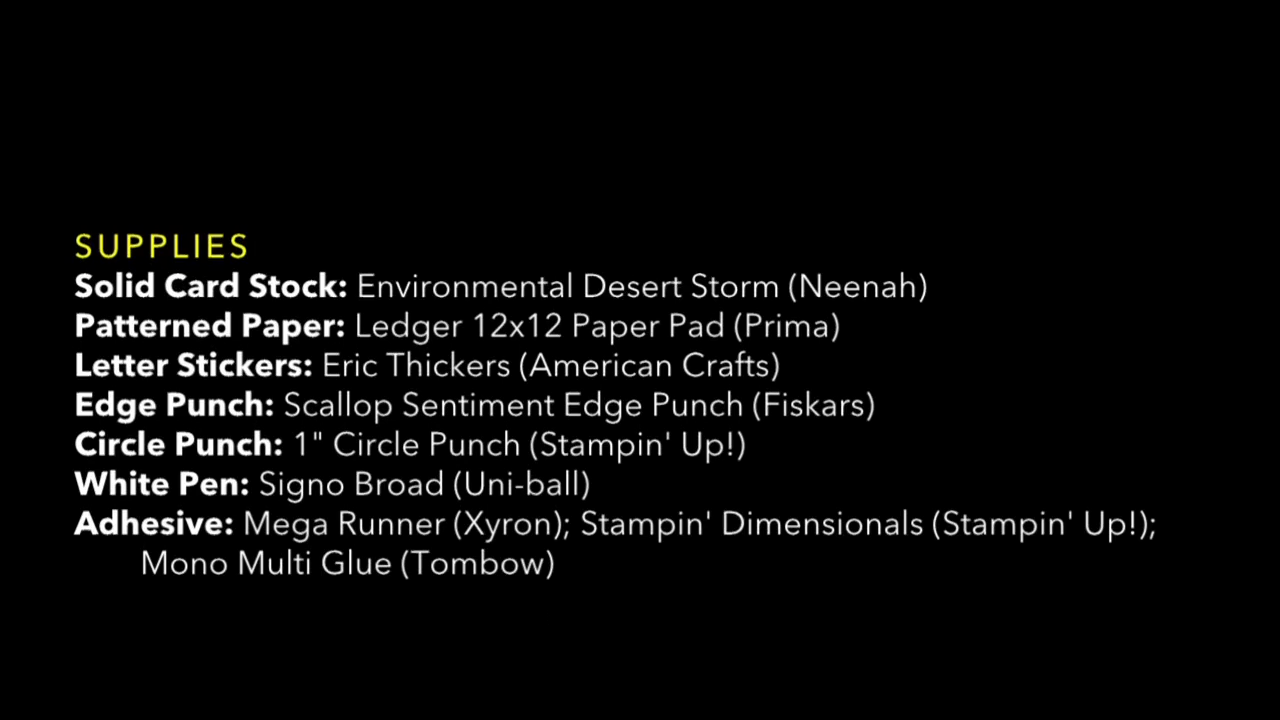 SUPPLIES
Solid Card Stock: Environmental Desert Storm (Neenah)
Patterned Paper: Ledger 12x12 Paper Pad (Prima)
Letter Stickers: Eric Thickers (American Crafts)
Edge Punch: Scallop Sentiment Edge Punch (Fiskars)
Circle Punch: 1" Circle Punch (Stampin' Up!)
White Pen: Signo Broad (Uni-ball)
Adhesive: Mega Runner (Xyron); Stampin' Dimensionals (Stampin' Up!);
Mono Multi Glue (Tombow)